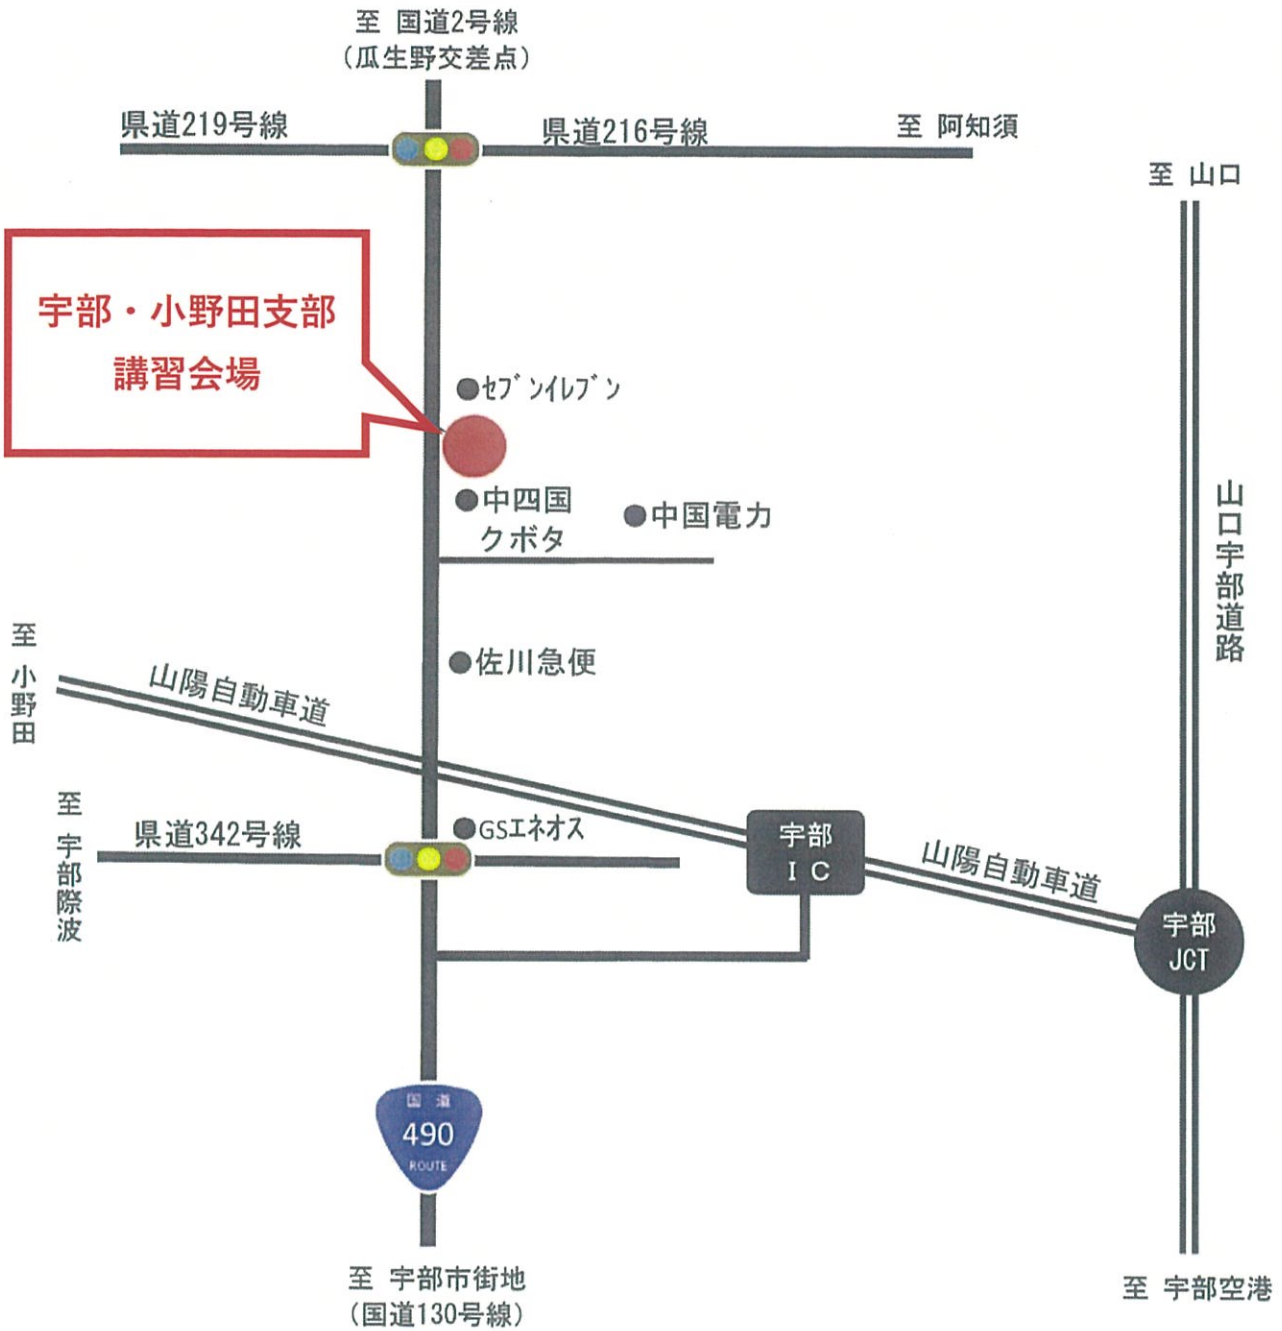 至 国道2号線
（瓜生野交差点）
県道219号線
県道216号線
至 阿知須
至 山口
宇部・小野田支部
講習会場
ｾﾌﾞﾝｲﾚﾌﾞﾝ
中四国
クボタ
中国電力
山口宇部道路
佐川急便
至 小野田
山陽自動車道
至 宇部際波
県道342号線
GSｴﾈｵｽ
宇部
ＩＣ
山陽自動車道
宇部
JCT
国道
490
ROUTE
至 宇部市街地
（国道130号線）
至 宇部空港